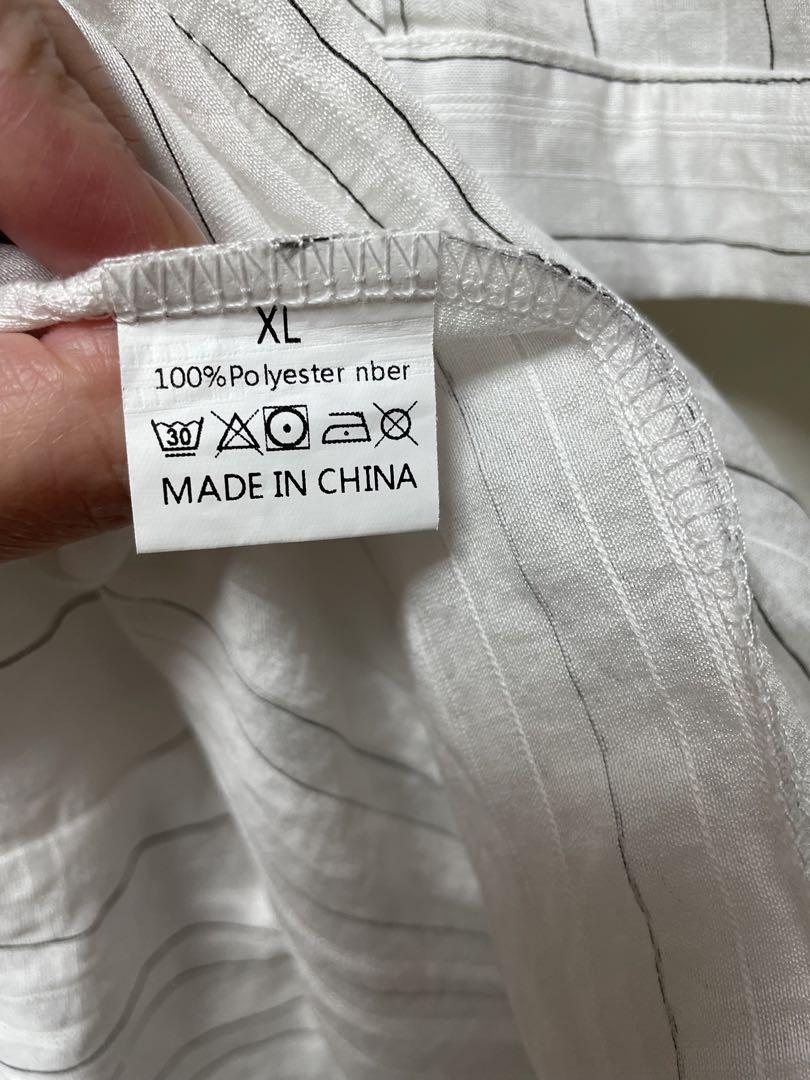 XL
100%Polyester nber
30
MADE IN CHINA